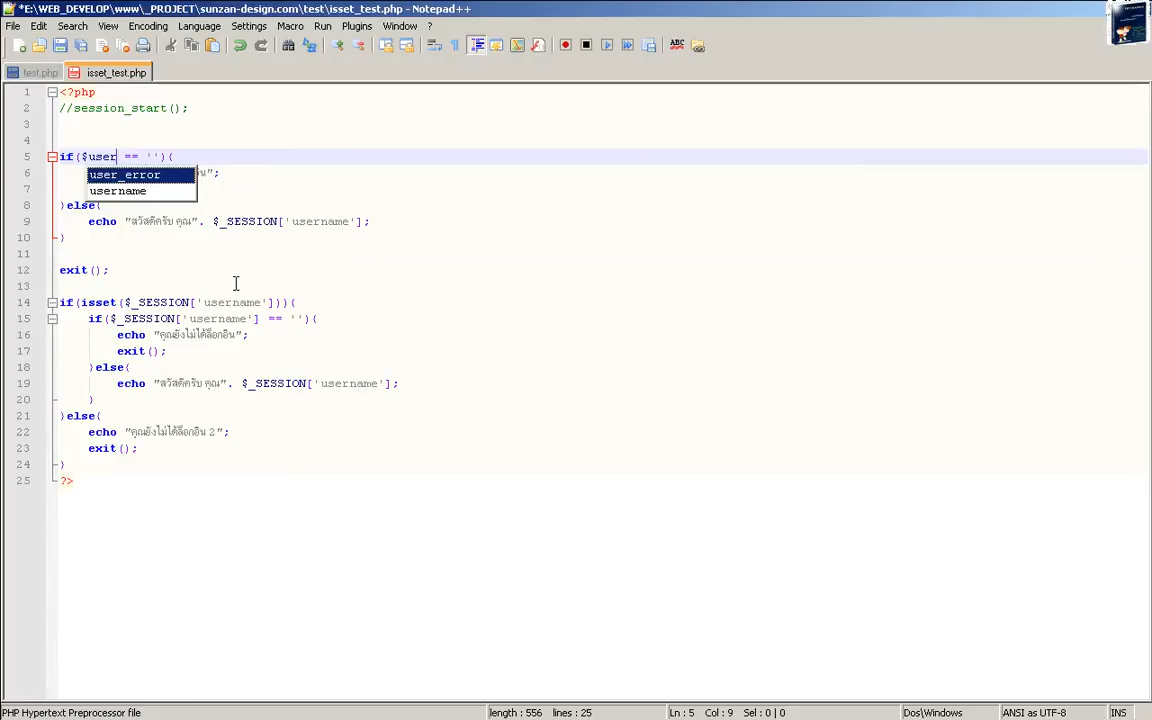 *E:\WEB_DEVELOP\www\_PROJECT\sunzan-design.com\test\isset_test.php - Notepad++
File Edit Search View Encoding Language Settings Macro Run Plugins Window ?
ABC
test.php isset_test.php
1 <?php
2 //session_start();
3
4
5 if($user == ''){
user_error
6 อิน";
7 username
8 }else{
9 echo "สวัสดีครับ คุณ". $_SESSION['username'];
10 }
11
12 exit();
13
14 if(isset($_SESSION['username'])){
15 if($_SESSION['username'] == ''){
16 echo "คุณยังไม่ได้ล็อกอิน";
17 exit();
18 }else{
19 echo "สวัสดีครับ คุณ". $_SESSION['username'];
20 }
21 }else{
22 echo "คุณยังไม่ได้ล็อกอิน 2";
23 exit();
24 }
25 ?>
PHP Hypertext Preprocessor file length : 556 lines : 25 Ln : 5 Col : 9 Sel : 0 | 0 Dos\Windows ANSI as UTF-8 INS